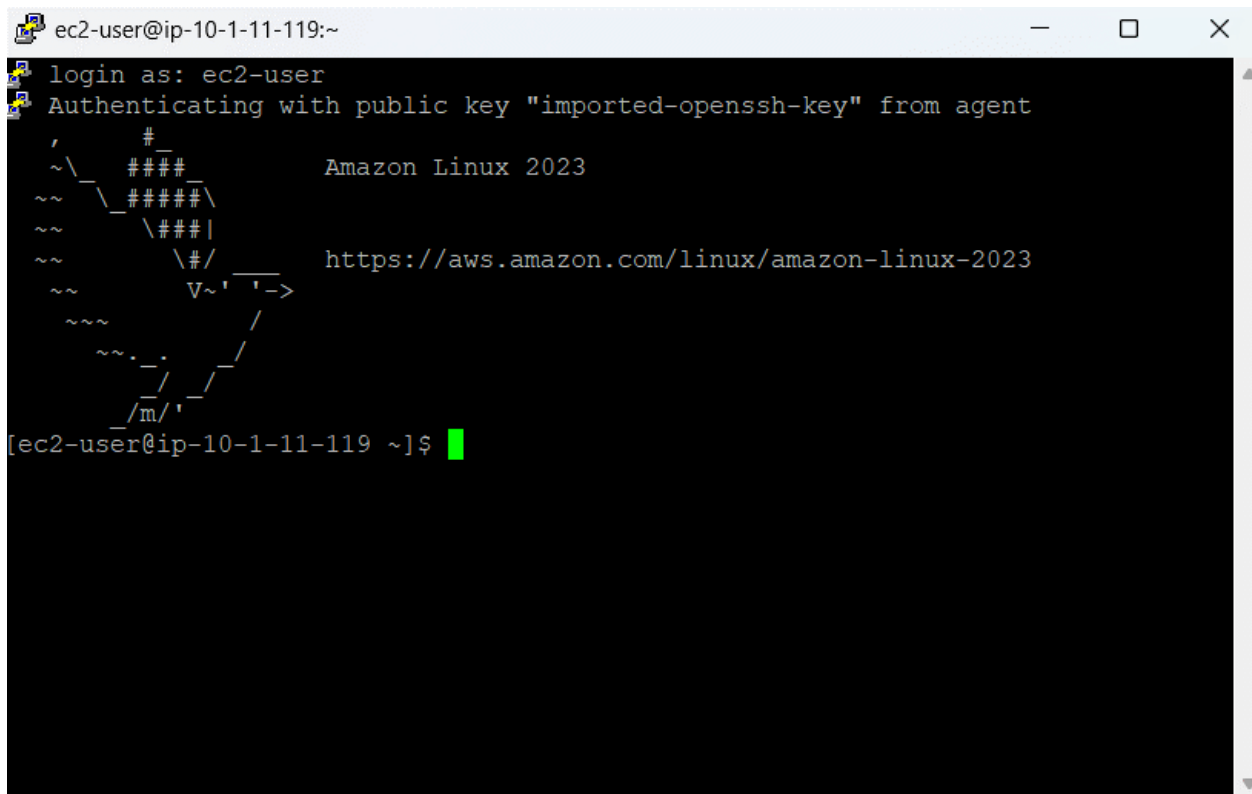 ec2-user@ip-10-1-11-119:~
login as: ec2-user
Authenticating with public key "imported-openssh-key" from agent
   ,     #_
   ~\_  ####_        Amazon Linux 2023
  ~~  \_#####\
  ~~     \###|
  ~~       \#/ ___   https://aws.amazon.com/linux/amazon-linux-2023
   ~~       V~' '->
    ~~~         /
      ~~._.   _/
         _/ _/
       _/m/'
[ec2-user@ip-10-1-11-119 ~]$